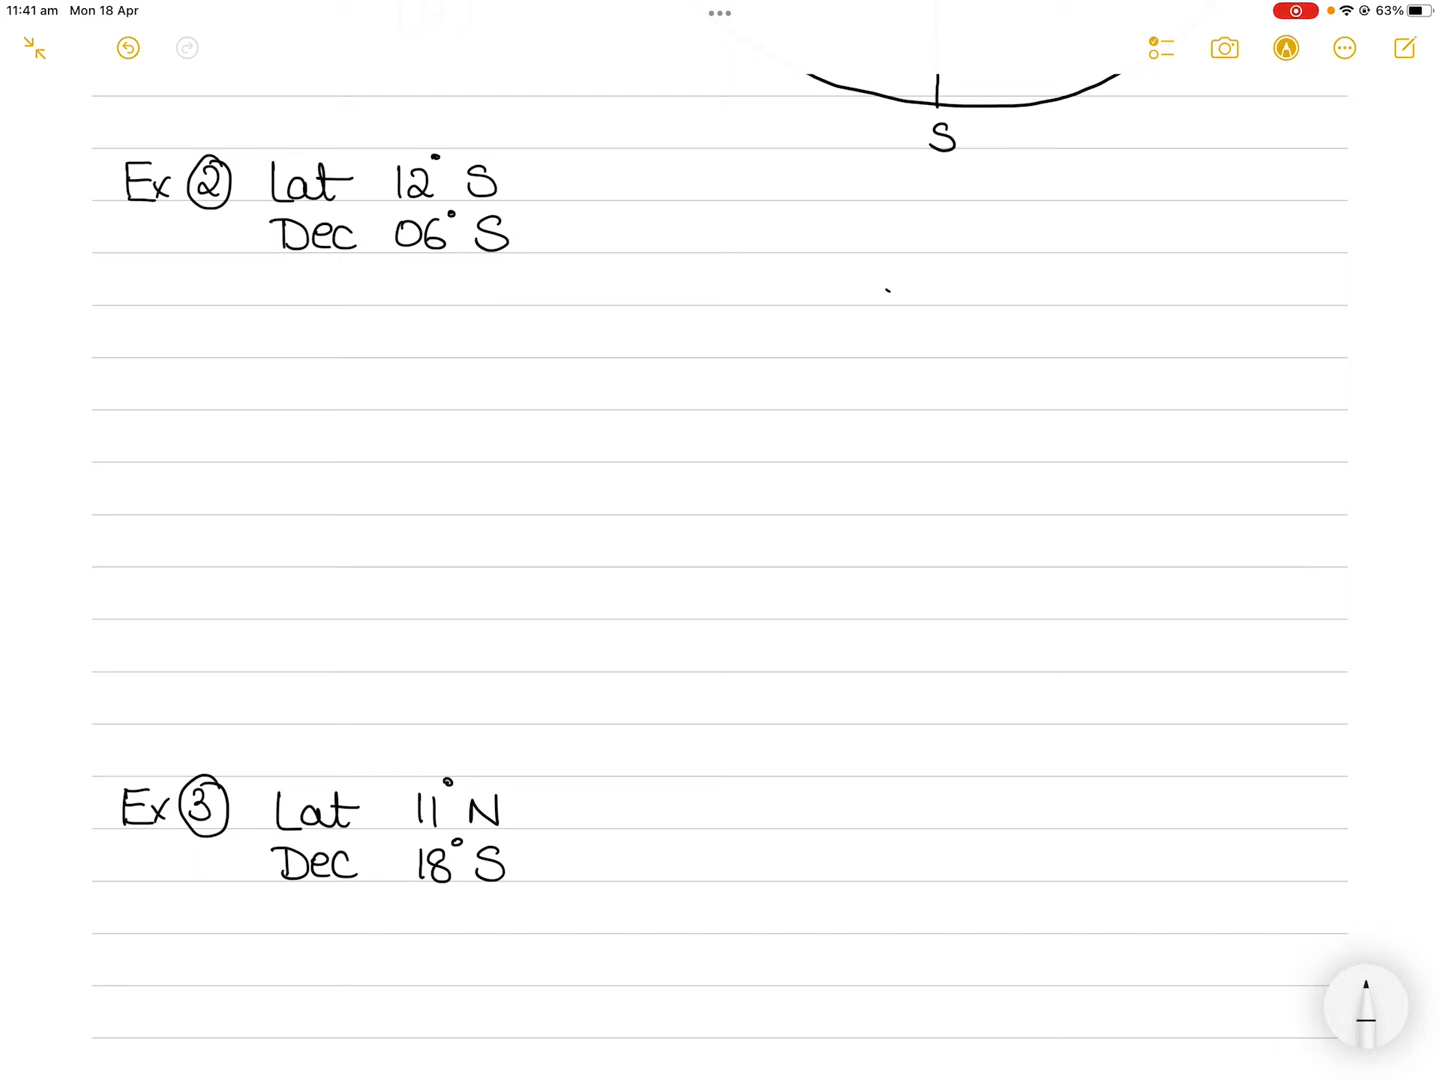 11:41 am Mon 18 Apr
63%
S
Ex ② Lat 12° S
Dec 06° S
Ex ③ Lat 11° N
Dec 18° S